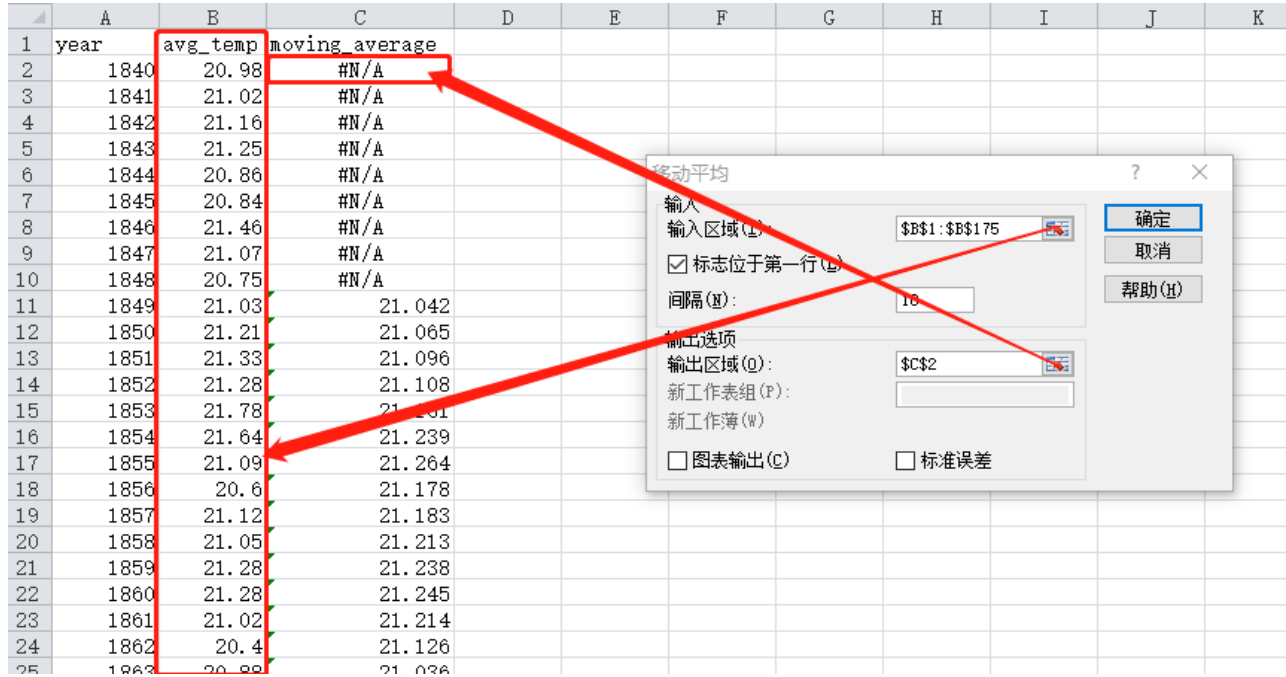 A B C D E F G H I J K
1 year avg_temp moving_average
2 1840 20.98 #N/A
3 1841 21.02 #N/A
4 1842 21.16 #N/A
5 1843 21.25 #N/A
6 1844 20.86 #N/A
7 1845 20.84 #N/A
8 1846 21.46 #N/A
9 1847 21.07 #N/A
10 1848 20.75 #N/A
11 1849 21.03 21.042
12 1850 21.21 21.065
13 1851 21.33 21.096
14 1852 21.28 21.108
15 1853 21.78
16 1854 21.64 21.239
17 1855 21.09 21.264
18 1856 20.6 21.178
19 1857 21.12 21.183
20 1858 21.05 21.213
21 1859 21.28 21.238
22 1860 21.28 21.245
23 1861 21.02 21.214
24 1862 20.4 21.126
25 1863 20.88 21.036
移动平均 ?
输入
输入区域(I): $B$1:$B$175
标志位于第一行(L)
间隔(N): 10
输出选项
输出区域(O): $C$2
新工作表组(P):
新工作薄(W)
图表输出(C) 标准误差
确定
取消
帮助(H)